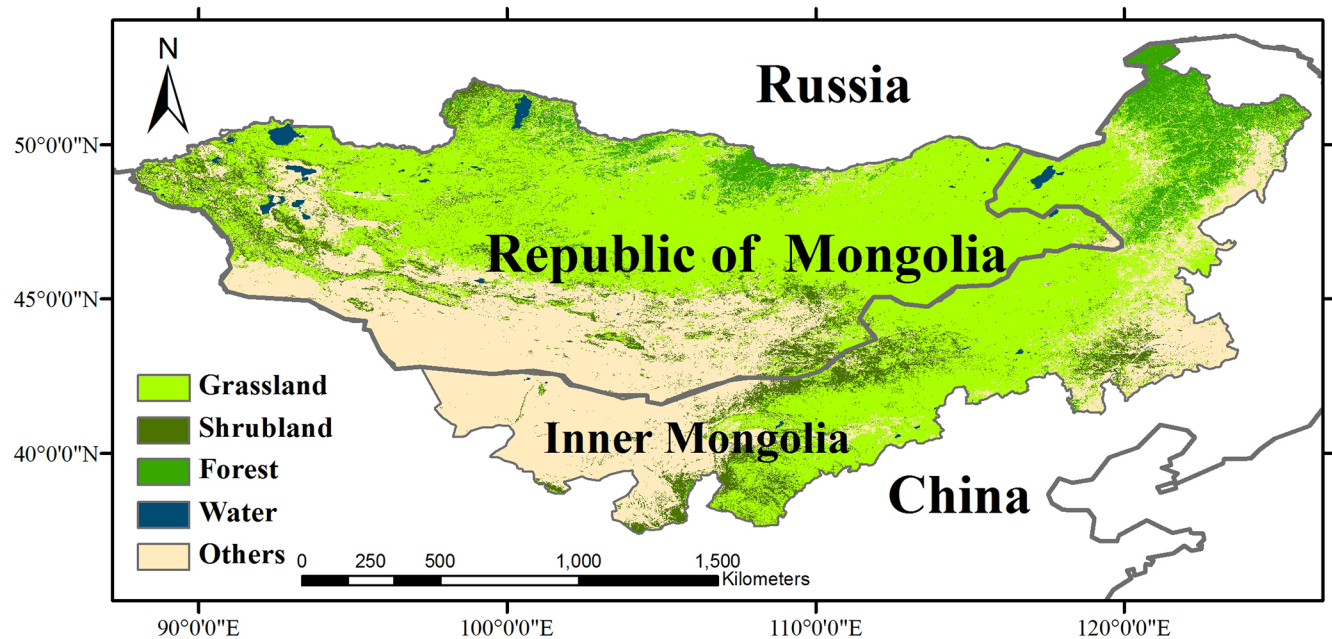 N
Russia
50°0'0"N
Republic of Mongolia
45°0'0"N
Grassland
Shrubland
Inner Mongolia
40°0'0"N
Forest
China
Water
Others
0 250 500 1,000 1,500
Kilometers
90°0'0"E 100°0'0"E 110°0'0"E 120°0'0"E